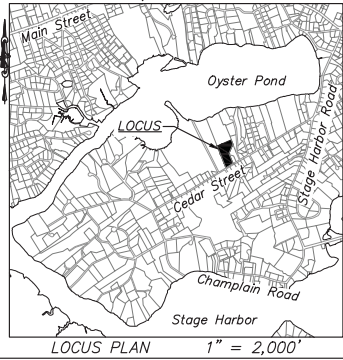 Main Street
Oyster Pond
LOCUS
Stage Harbor Road
Cedar Street
Champlain Road
Stage Harbor
LOCUS PLAN 1" = 2,000'